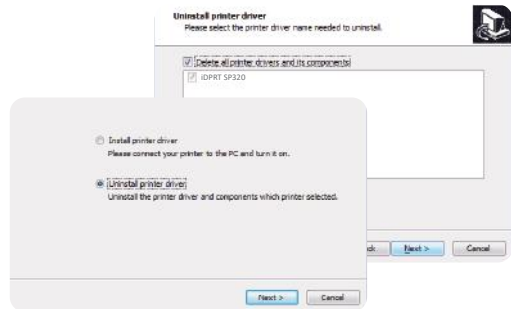 Uninstall printer driver
Please select the printer driver name needed to uninstall.
Delete all printer drivers and its components
iDPRT SP320
Install printer driver
Please connect your printer to the PC and turn it on.
Uninstall printer driver
Uninstall the printer driver and components which printer selected.
Next > Cancel
Next > Cancel